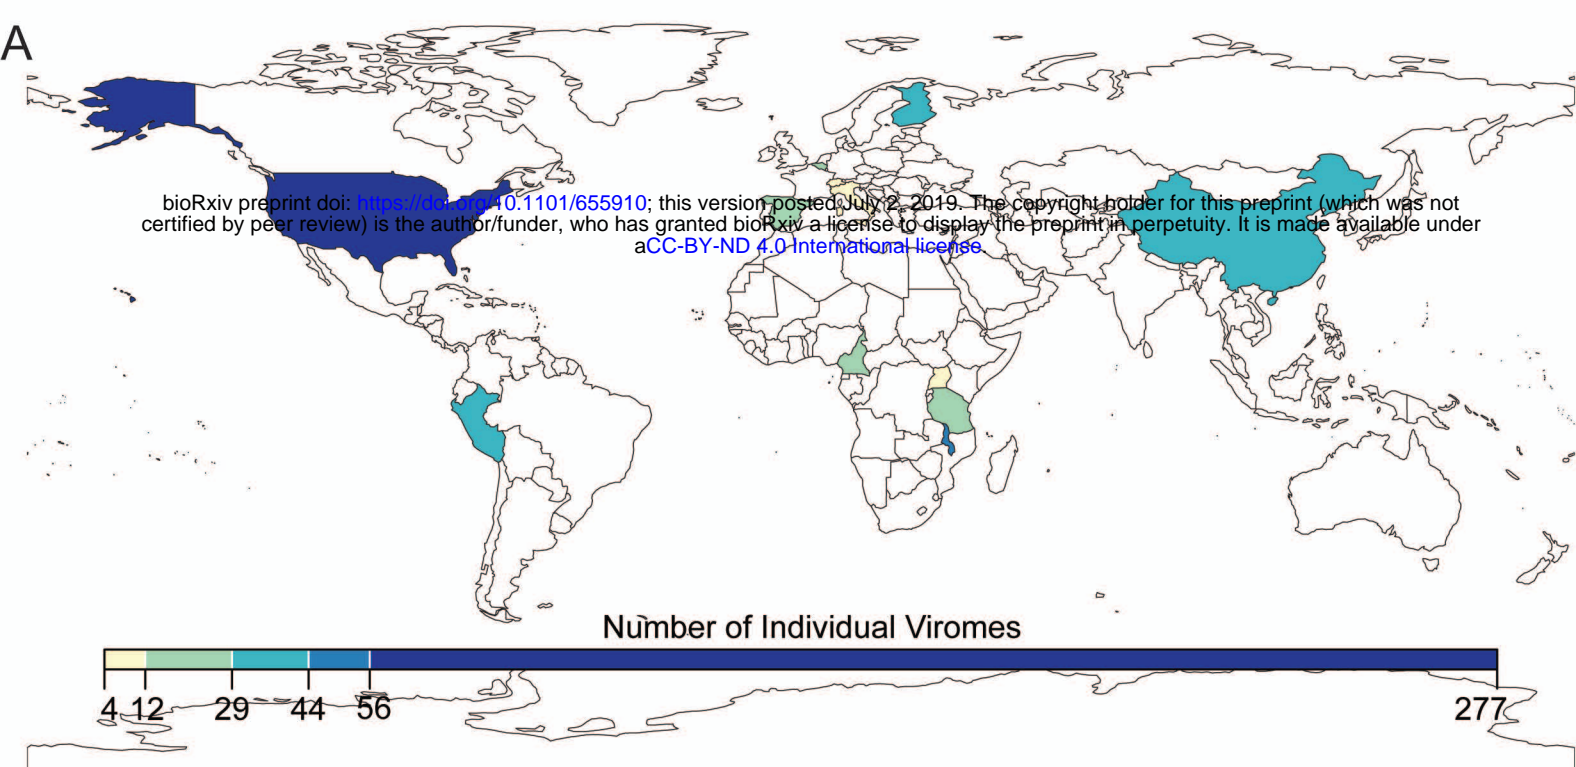 A
bioRxiv preprint doi: https://doi.org/10.1101/655910; this version posted July 2, 2019. The copyright holder for this preprint (which was not
certified by peer review) is the author/funder, who has granted bioRxiv a license to display the preprint in perpetuity. It is made available under
aCC-BY-ND 4.0 International license.
Number of Individual Viromes
4 12 29 44 56 277